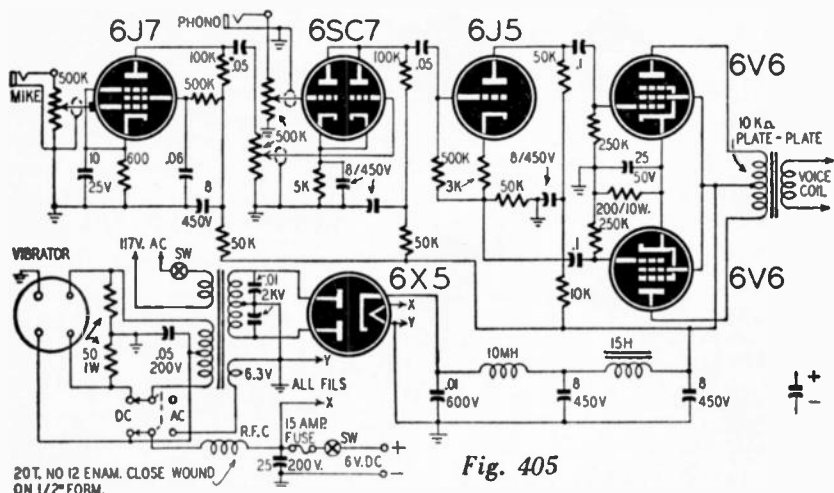 PHONO
6J7
6SC7
6J5
6V6
500K
MIKE
100K
.05
500K
10
25V
600
.06
8
450V
500K
100K
.05
5K
8/450V
50K
.1
500K
3K
50K
8/450V
250K
25
50V
200/10W.
250K
.1
10 KΩ
PLATE-PLATE
VOICE
COIL
50K
50K
10K
6V6
VIBRATOR
117V. AC
SW
.01
2KV
6X5
X
Y
50
1W
.05
200V
6.3V
Y
ALL FILS
X
10MH
15H
.01
600V
8
450V
8
450V
+
-
DC
AC
R.F.C
15 AMP.
FUSE
SW
+
6V.DC
-
25
200V.
20T, NO 12 ENAM. CLOSE WOUND
ON 1/2" FORM.
Fig. 405